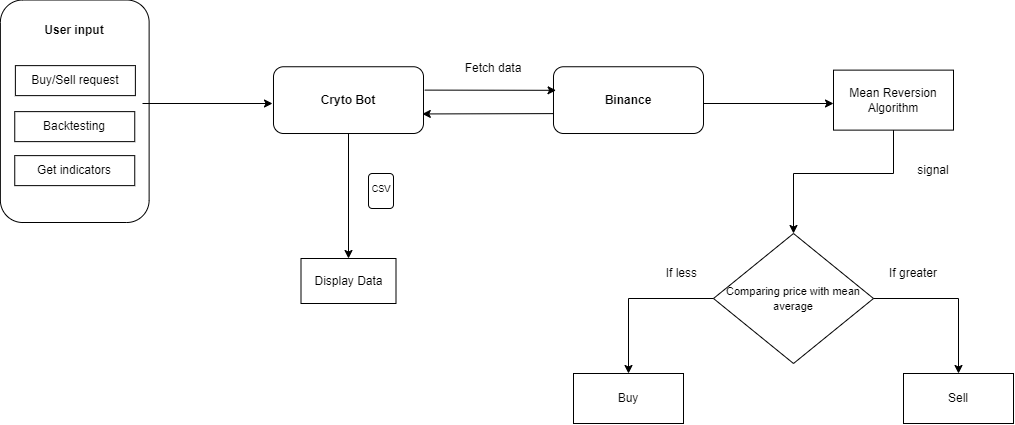 User input
Buy/Sell request
Backtesting
Get indicators
Cryto Bot
Fetch data
Binance
Mean Reversion
Algorithm
CSV
Display Data
signal
If less
If greater
Comparing price with mean
average
Buy
Sell